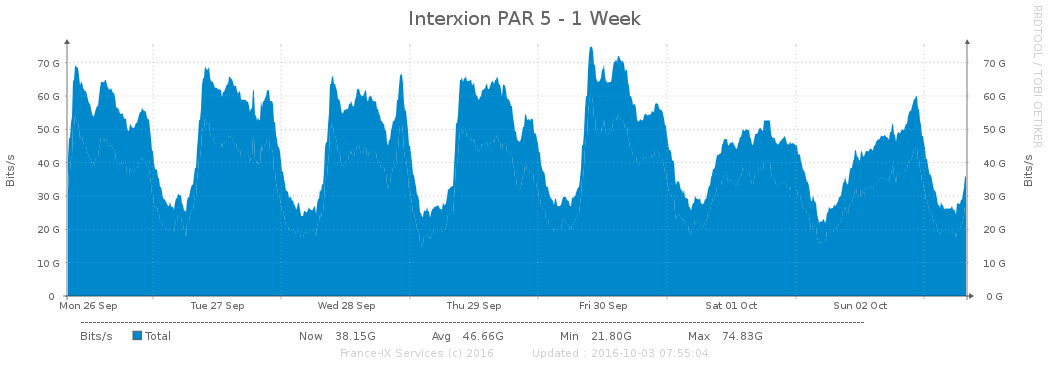 Interxion PAR 5 - 1 Week
RRDTOOL / TOBI OETIKER
Bits/s
Bits/s
70 G 70 G
60 G 60 G
50 G 50 G
40 G 40 G
30 G 30 G
20 G 20 G
10 G 10 G
0 0 G
Mon 26 Sep Tue 27 Sep Wed 28 Sep Thu 29 Sep Fri 30 Sep Sat 01 Oct Sun 02 Oct
Bits/s Total Now 38.15G Avg 46.66G Min 21.80G Max 74.83G
France-IX Services (c) 2016 Updated : 2016-10-03 07:55:04